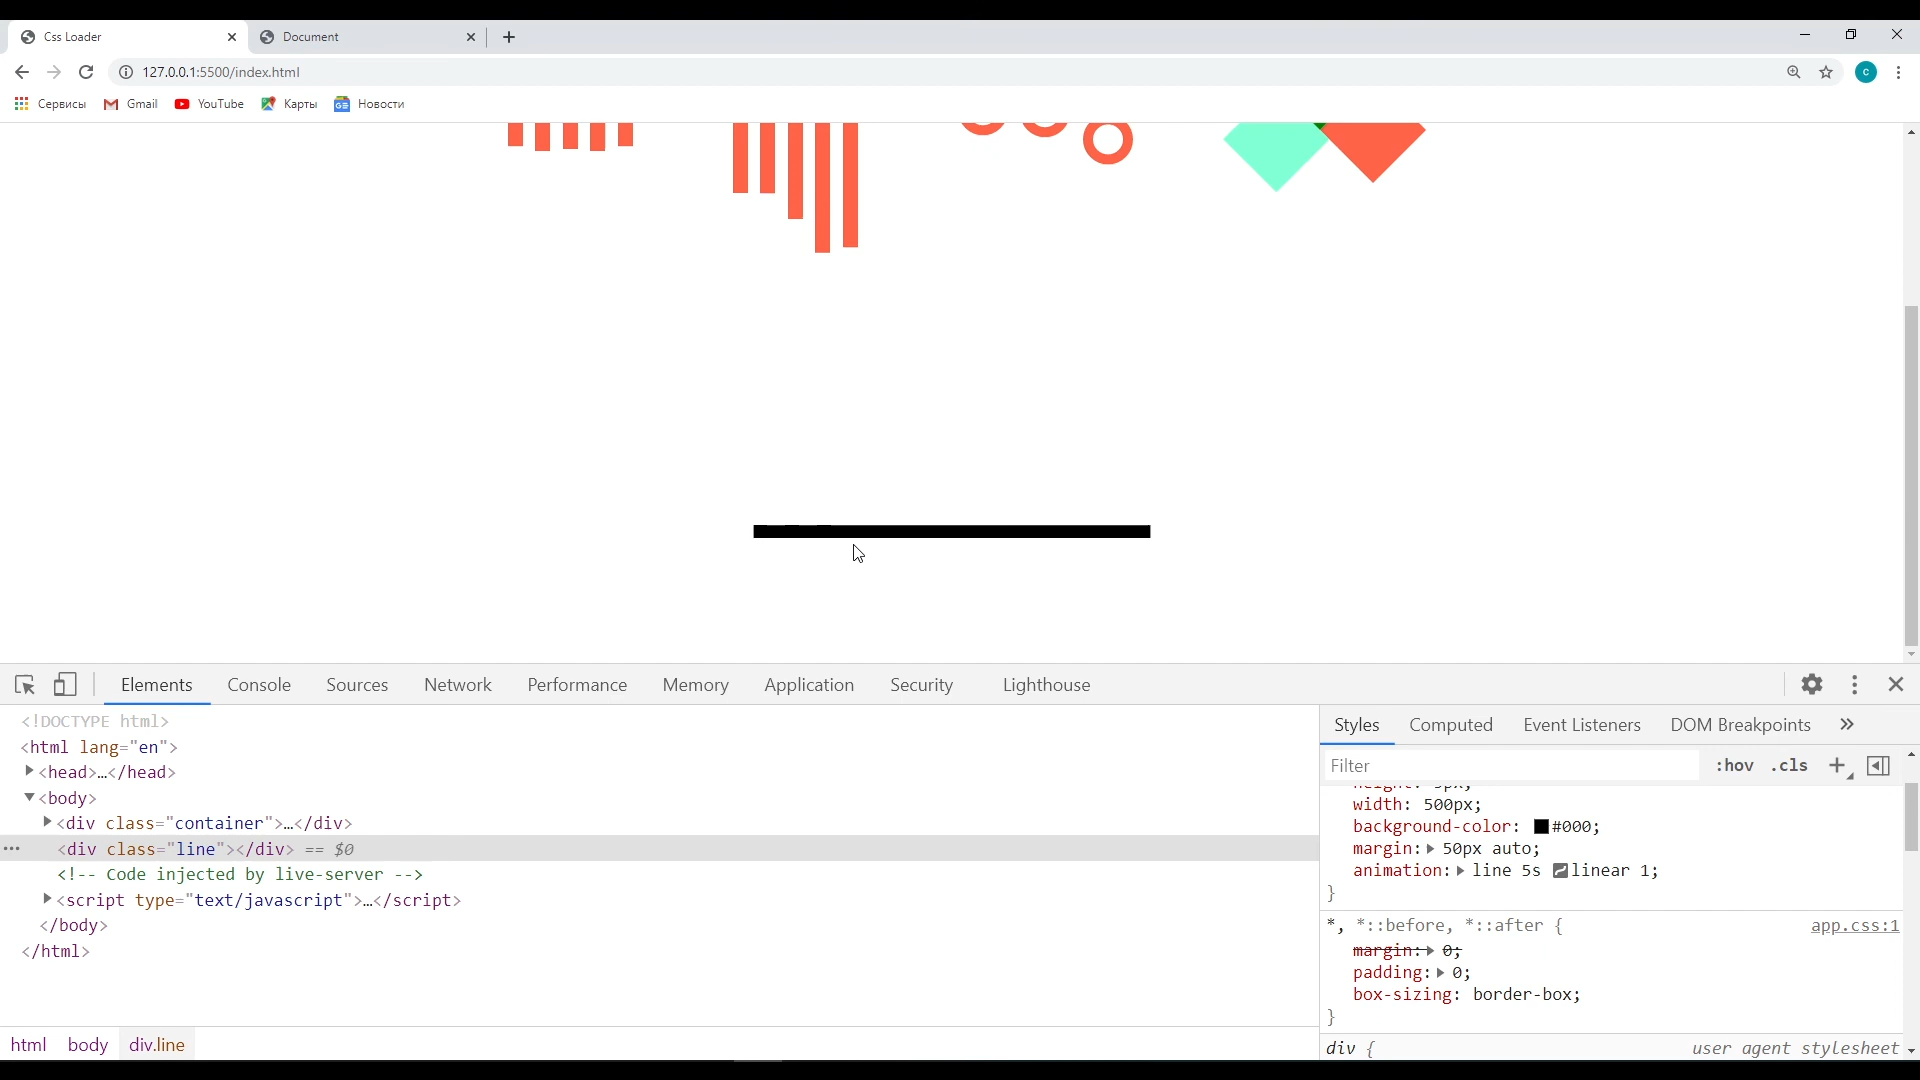 Css Loader
Document
127.0.0.1:5500/index.html
c
Сервисы Gmail YouTube Карты Новости
Elements Console Sources Network Performance Memory Application Security Lighthouse
<!DOCTYPE html>
<html lang="en">
<head>…</head>
<body>
<div class="container">…</div>
<div class="line"></div> == $0
<!-- Code injected by live-server -->
<script type="text/javascript">…</script>
</body>
</html>
html body div.line
Styles Computed Event Listeners DOM Breakpoints »
Filter :hov .cls +
width: 500px;
background-color: #000;
margin: 50px auto;
animation: line 5s linear 1;
}
*, *::before, *::after { app.css:1
margin: 0;
padding: 0;
box-sizing: border-box;
}
div { user agent stylesheet